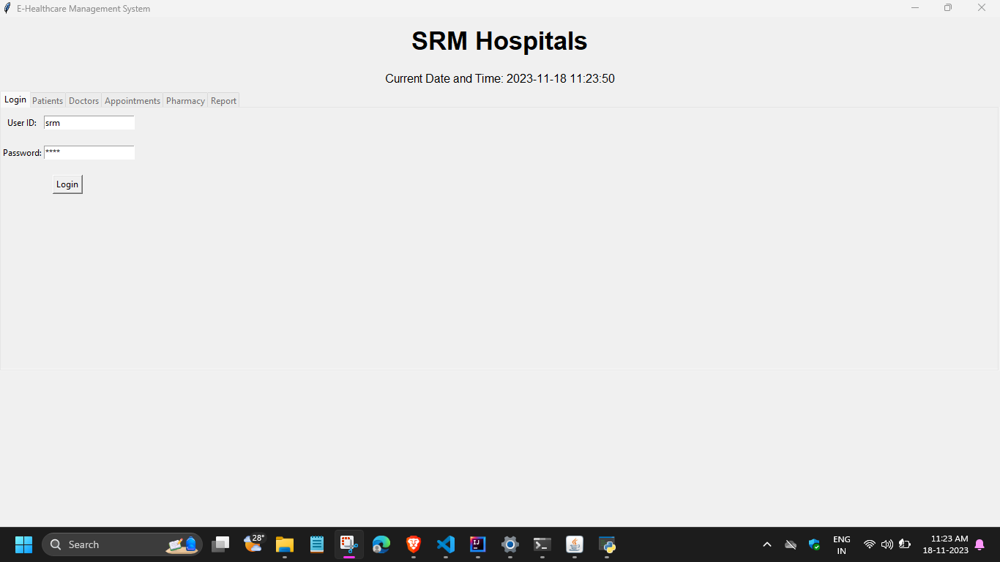 E-Healthcare Management System
SRM Hospitals
Current Date and Time: 2023-11-18 11:23:50
Login Patients Doctors Appointments Pharmacy Report
User ID: srm
Password: ****
Login
Search
28°
IJ
ENG
IN
11:23 AM
18-11-2023